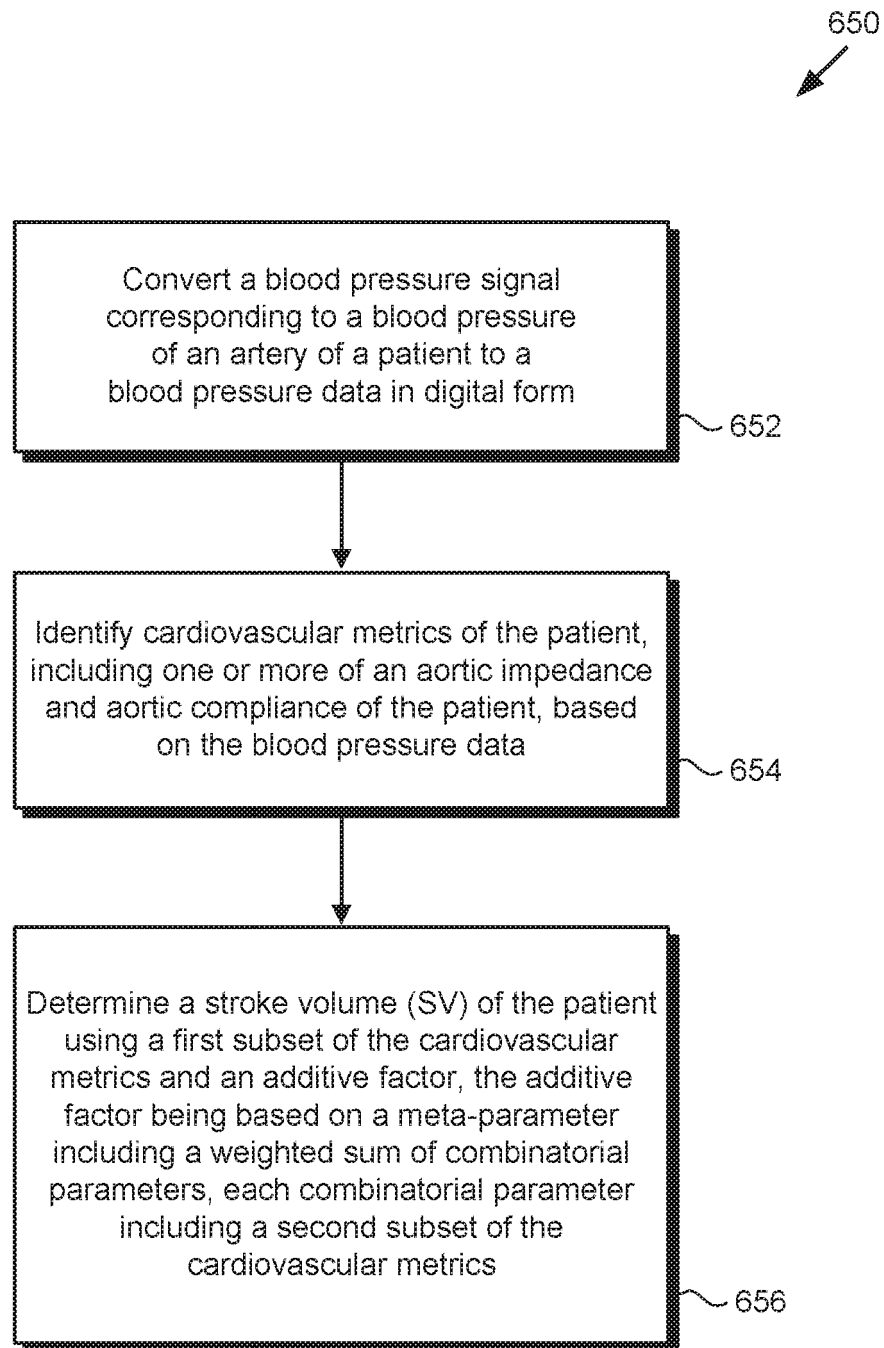 650
Convert a blood pressure signal
corresponding to a blood pressure
of an artery of a patient to a
blood pressure data in digital form
652
Identify cardiovascular metrics of the patient,
including one or more of an aortic impedance
and aortic compliance of the patient, based
on the blood pressure data
654
Determine a stroke volume (SV) of the patient
using a first subset of the cardiovascular
metrics and an additive factor, the additive
factor being based on a meta-parameter
including a weighted sum of combinatorial
parameters, each combinatorial parameter
including a second subset of the
cardiovascular metrics
656